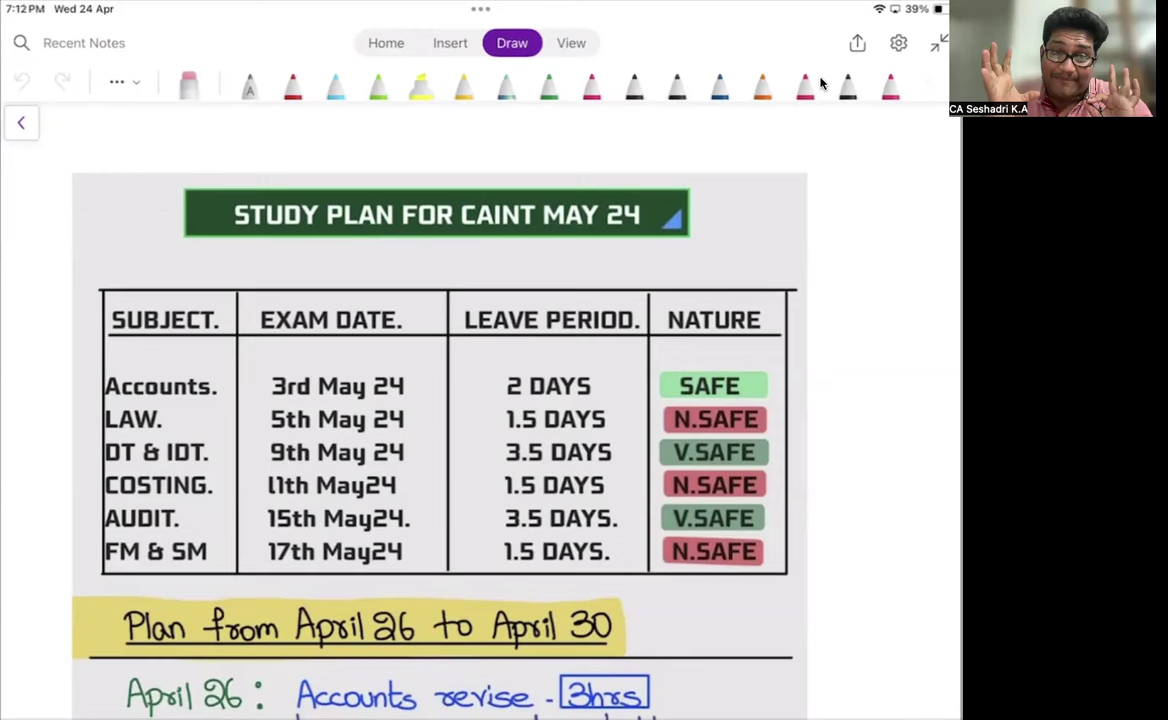 7:12 PM Wed 24 Apr
39%
Recent Notes
Home Insert Draw View
A
CA Seshadri K.A
STUDY PLAN FOR CAINT MAY 24
SUBJECT. EXAM DATE. LEAVE PERIOD. NATURE
Accounts. 3rd May 24 2 DAYS SAFE
LAW. 5th May 24 1.5 DAYS N.SAFE
DT & IDT. 9th May 24 3.5 DAYS V.SAFE
COSTING. 11th May24 1.5 DAYS N.SAFE
AUDIT. 15th May24. 3.5 DAYS. V.SAFE
FM & SM 17th May24 1.5 DAYS. N.SAFE
Plan from April 26 to April 30
April 26: Accounts revise - 3hrs